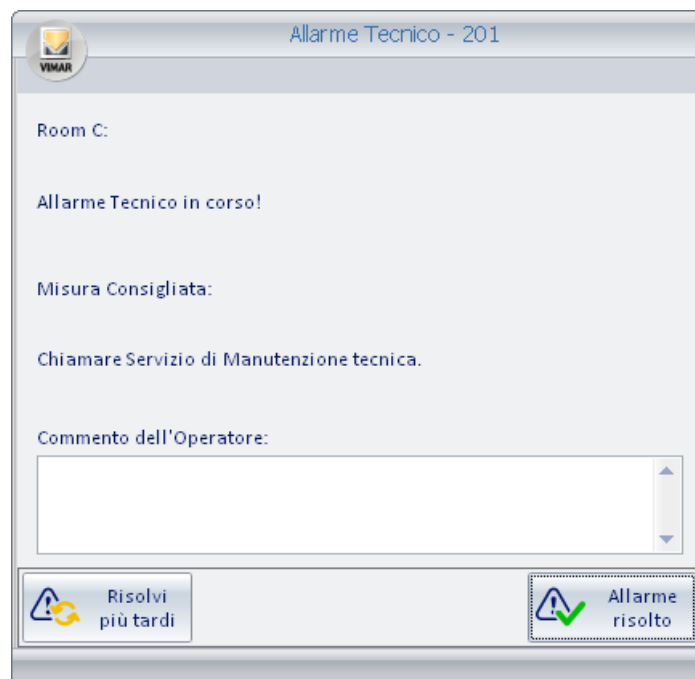 Allarme Tecnico - 201
VIMAR
Room C:
Allarme Tecnico in corso!
Misura Consigliata:
Chiamare Servizio di Manutenzione tecnica.
Commento dell'Operatore:
Risolvi
più tardi
Allarme
risolto